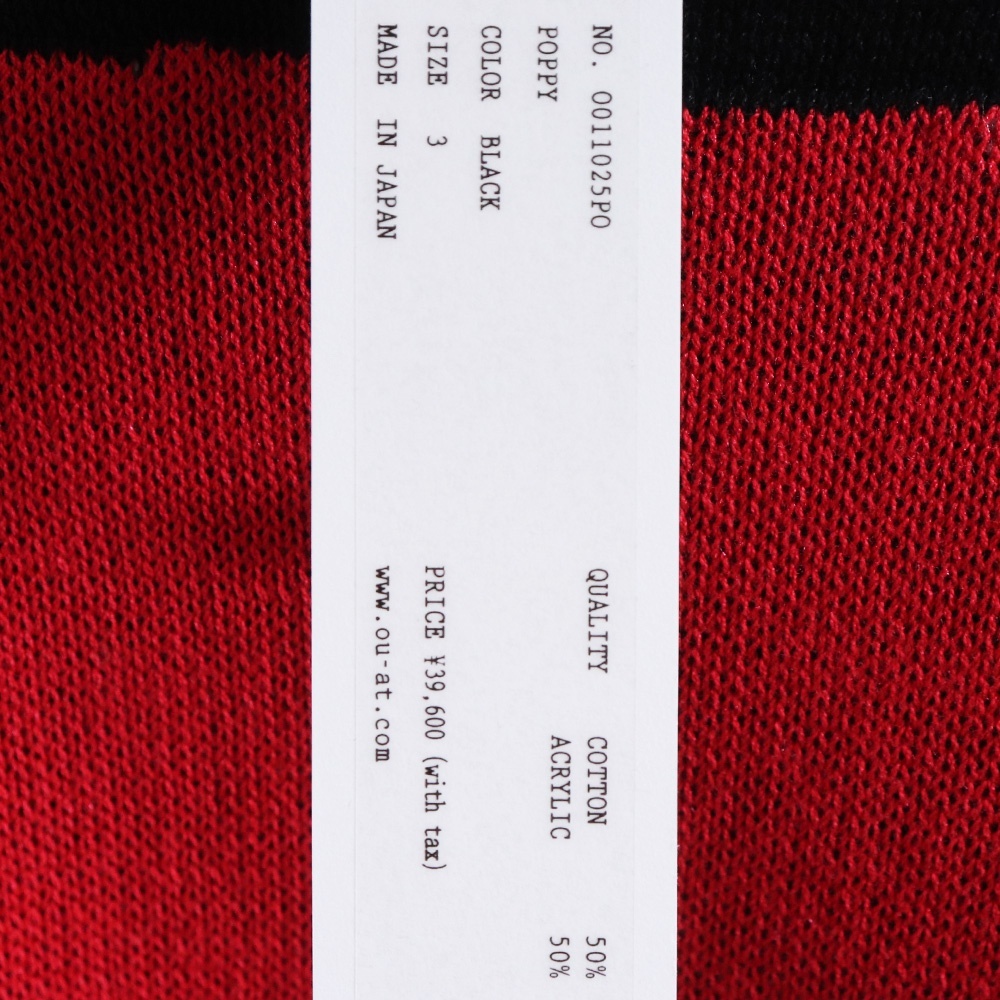 NO. 0011025PO
POPPY
COLOR BLACK
SIZE 3
MADE IN JAPAN
QUALITY COTTON 50%
ACRYLIC 50%
PRICE ¥39,600 (with tax)
www.ou-at.com